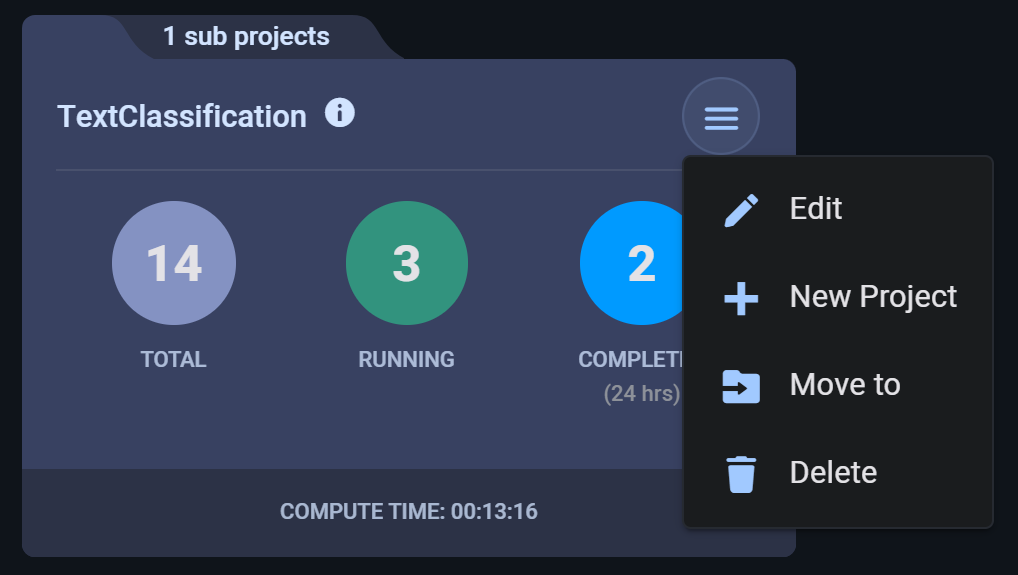 1 sub projects
TextClassification
14
3
2
TOTAL
RUNNING
COMPLET
(24 hrs)
COMPUTE TIME: 00:13:16
Edit
New Project
Move to
Delete